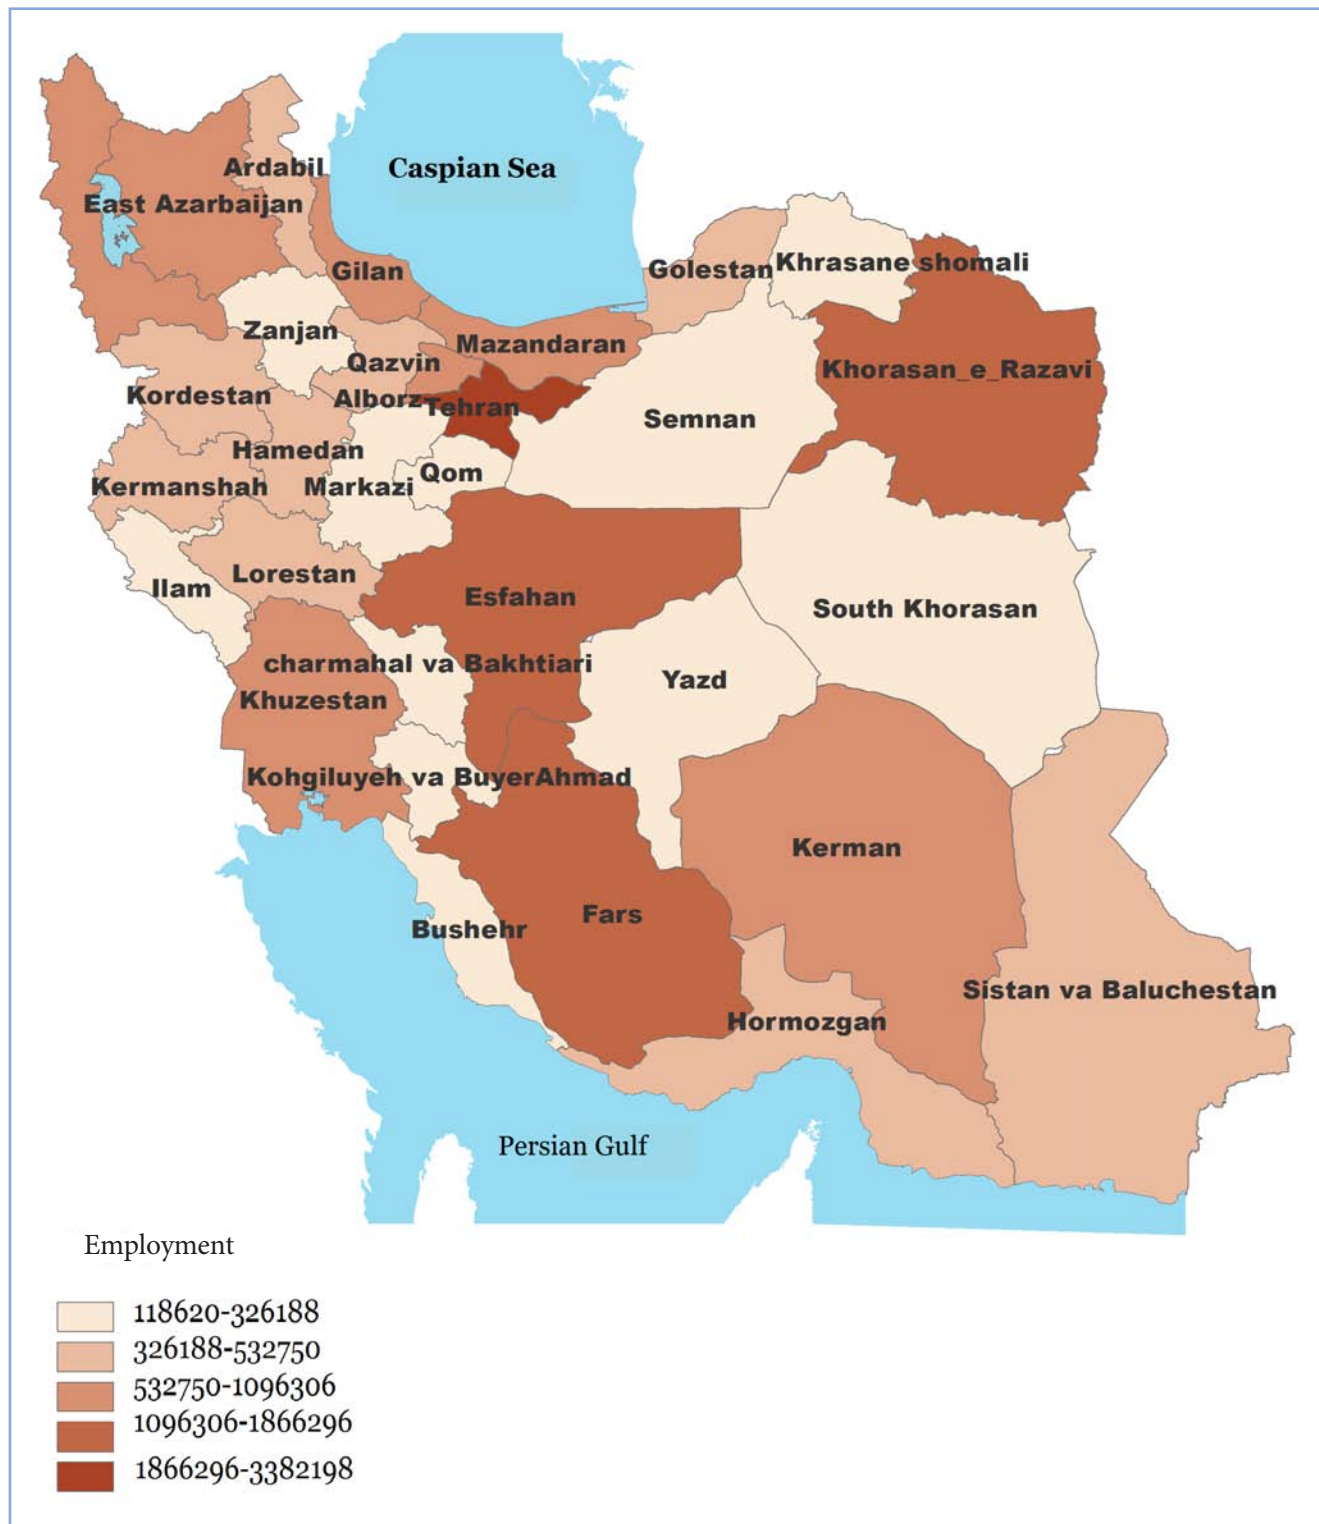 Caspian Sea
Ardabil
East Azarbaijan
Gilan
Golestan
Khrasane shomali
Zanjan
Mazandaran
Qazvin
Khorasan_e_Razavi
Kordestan
Alborz
Tehran
Semnan
Hamedan
Kermanshah
Markazi
Qom
Ilam
Lorestan
Esfahan
South Khorasan
charmahal va Bakhtiari
Yazd
Khuzestan
Kohgiluyeh va BuyerAhmad
Kerman
Fars
Bushehr
Sistan va Baluchestan
Hormozgan
Persian Gulf
Employment
118620-326188
326188-532750
532750-1096306
1096306-1866296
1866296-3382198